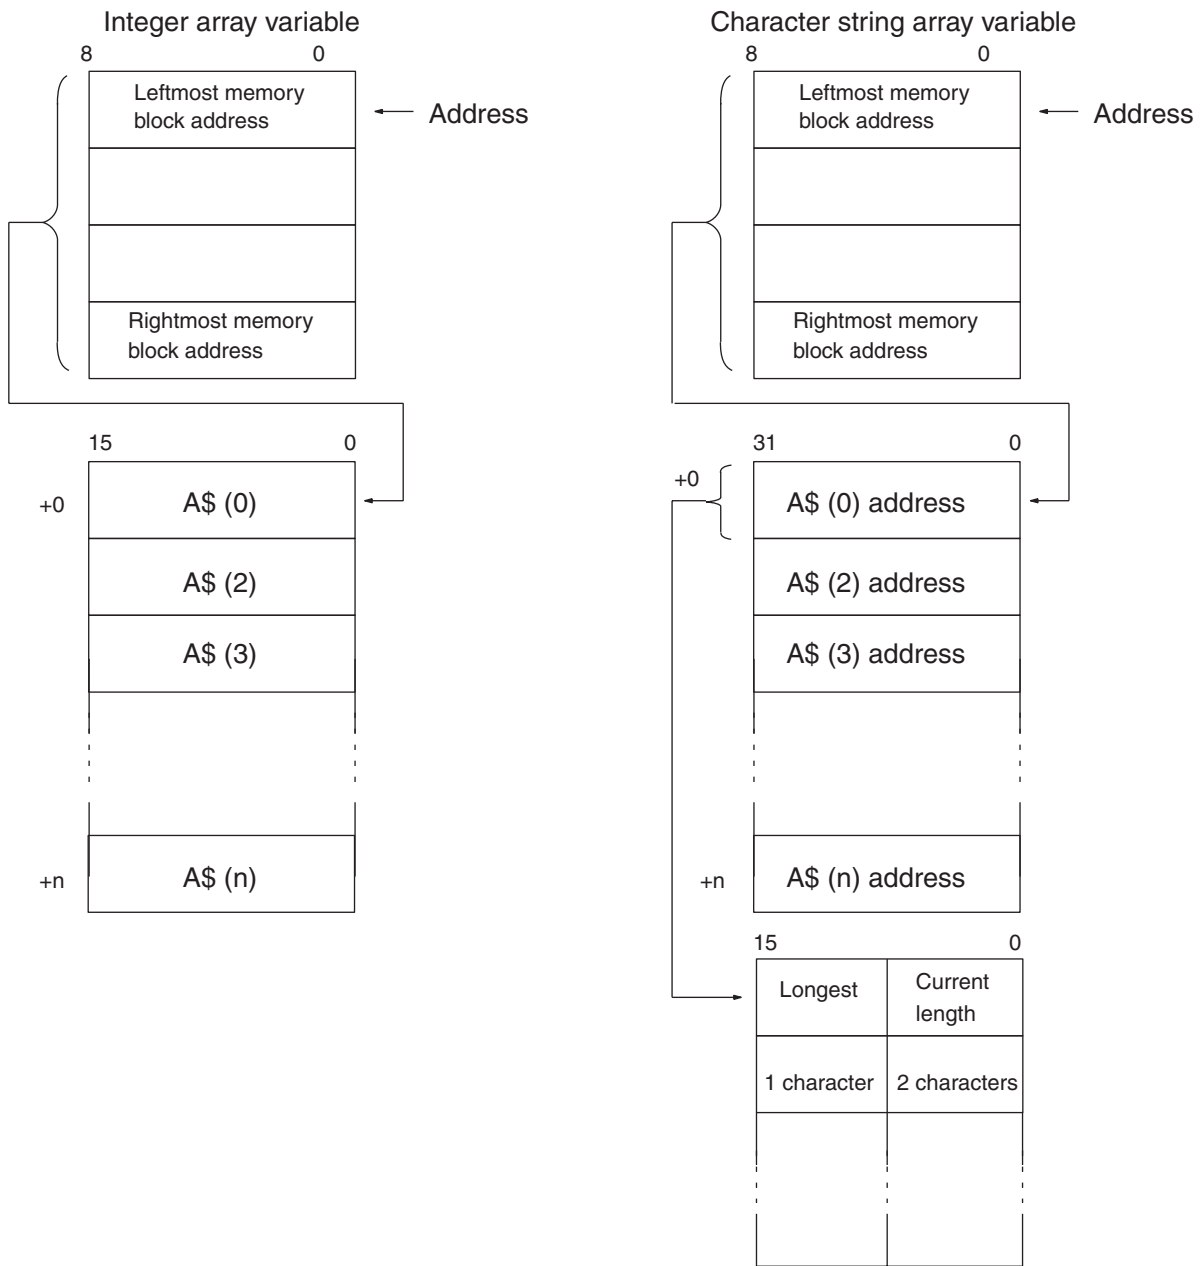 Integer array variable
8 0
Leftmost memory
block address
Address
Rightmost memory
block address
15 0
+0 A$ (0)
A$ (2)
A$ (3)
+n A$ (n)
Character string array variable
8 0
Leftmost memory
block address
Address
Rightmost memory
block address
31 0
+0 A$ (0) address
A$ (2) address
A$ (3) address
+n A$ (n) address
15 0
Longest
Current
length
1 character
2 characters